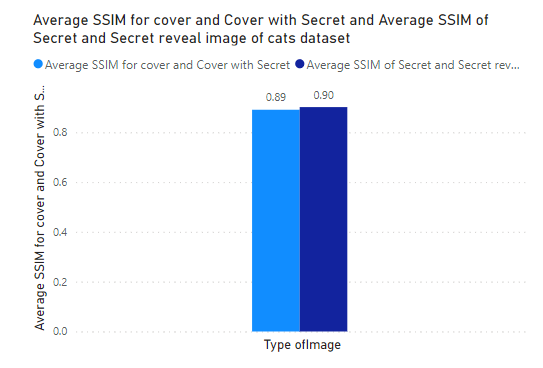 Average SSIM for cover and Cover with Secret and Average SSIM of
Secret and Secret reveal image of cats dataset
Average SSIM for cover and Cover with Secret Average SSIM of Secret and Secret rev...
Average SSIM for cover and Cover with S...
0.89
0.90
0.8
0.6
0.4
0.2
0.0
Type ofImage